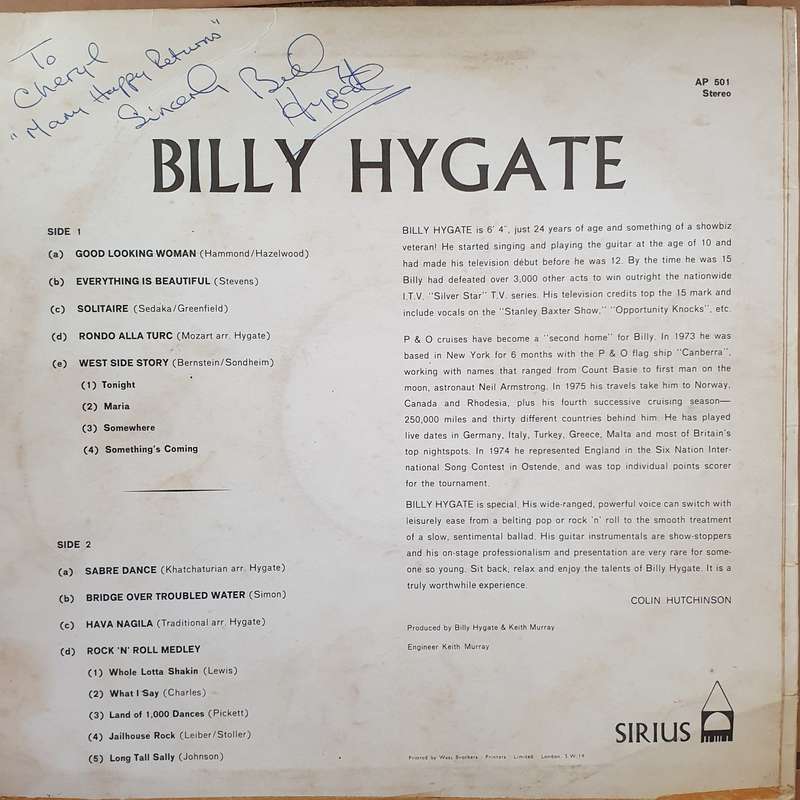 To
Cheryl
"Many Happy Returns"
Sincerely Billy
Hygate
AP 501
Stereo
BILLY HYGATE
SIDE 1
(a) GOOD LOOKING WOMAN (Hammond/Hazelwood)
(b) EVERYTHING IS BEAUTIFUL (Stevens)
(c) SOLITAIRE (Sedaka/Greenfield)
(d) RONDO ALLA TURC (Mozart arr. Hygate)
(e) WEST SIDE STORY (Bernstein/Sondheim)
(1) Tonight
(2) Maria
(3) Somewhere
(4) Something's Coming
SIDE 2
(a) SABRE DANCE (Khatchaturian arr. Hygate)
(b) BRIDGE OVER TROUBLED WATER (Simon)
(c) HAVA NAGILA (Traditional arr. Hygate)
(d) ROCK 'N' ROLL MEDLEY
(1) Whole Lotta Shakin (Lewis)
(2) What I Say (Charles)
(3) Land of 1,000 Dances (Pickett)
(4) Jailhouse Rock (Leiber/Stoller)
(5) Long Tall Sally (Johnson)
BILLY HYGATE is 6' 4", just 24 years of age and something of a showbiz
veteran! He started singing and playing the guitar at the age of 10 and
had made his television début before he was 12. By the time he was 15
Billy had defeated over 3,000 other acts to win outright the nationwide
I.T.V. "Silver Star" T.V. series. His television credits top the 15 mark and
include vocals on the "Stanley Baxter Show," "Opportunity Knocks", etc.
P & O cruises have become a "second home" for Billy. In 1973 he was
based in New York for 6 months with the P & O flag ship "Canberra",
working with names that ranged from Count Basie to first man on the
moon, astronaut Neil Armstrong. In 1975 his travels take him to Norway,
Canada and Rhodesia, plus his fourth successive cruising season—
250,000 miles and thirty different countries behind him. He has played
live dates in Germany, Italy, Turkey, Greece, Malta and most of Britain's
top nightspots. In 1974 he represented England in the Six Nation Inter-
national Song Contest in Ostende, and was top individual points scorer
for the tournament.
BILLY HYGATE is special. His wide-ranged, powerful voice can switch with
leisurely ease from a belting pop or rock 'n' roll to the smooth treatment
of a slow, sentimental ballad. His guitar instrumentals are show-stoppers
and his on-stage professionalism and presentation are very rare for some-
one so young. Sit back, relax and enjoy the talents of Billy Hygate. It is a
truly worthwhile experience.
COLIN HUTCHINSON
Produced by Billy Hygate & Keith Murray
Engineer Keith Murray
SIRIUS
Printed by West Brothers Printers Limited London S.W.19